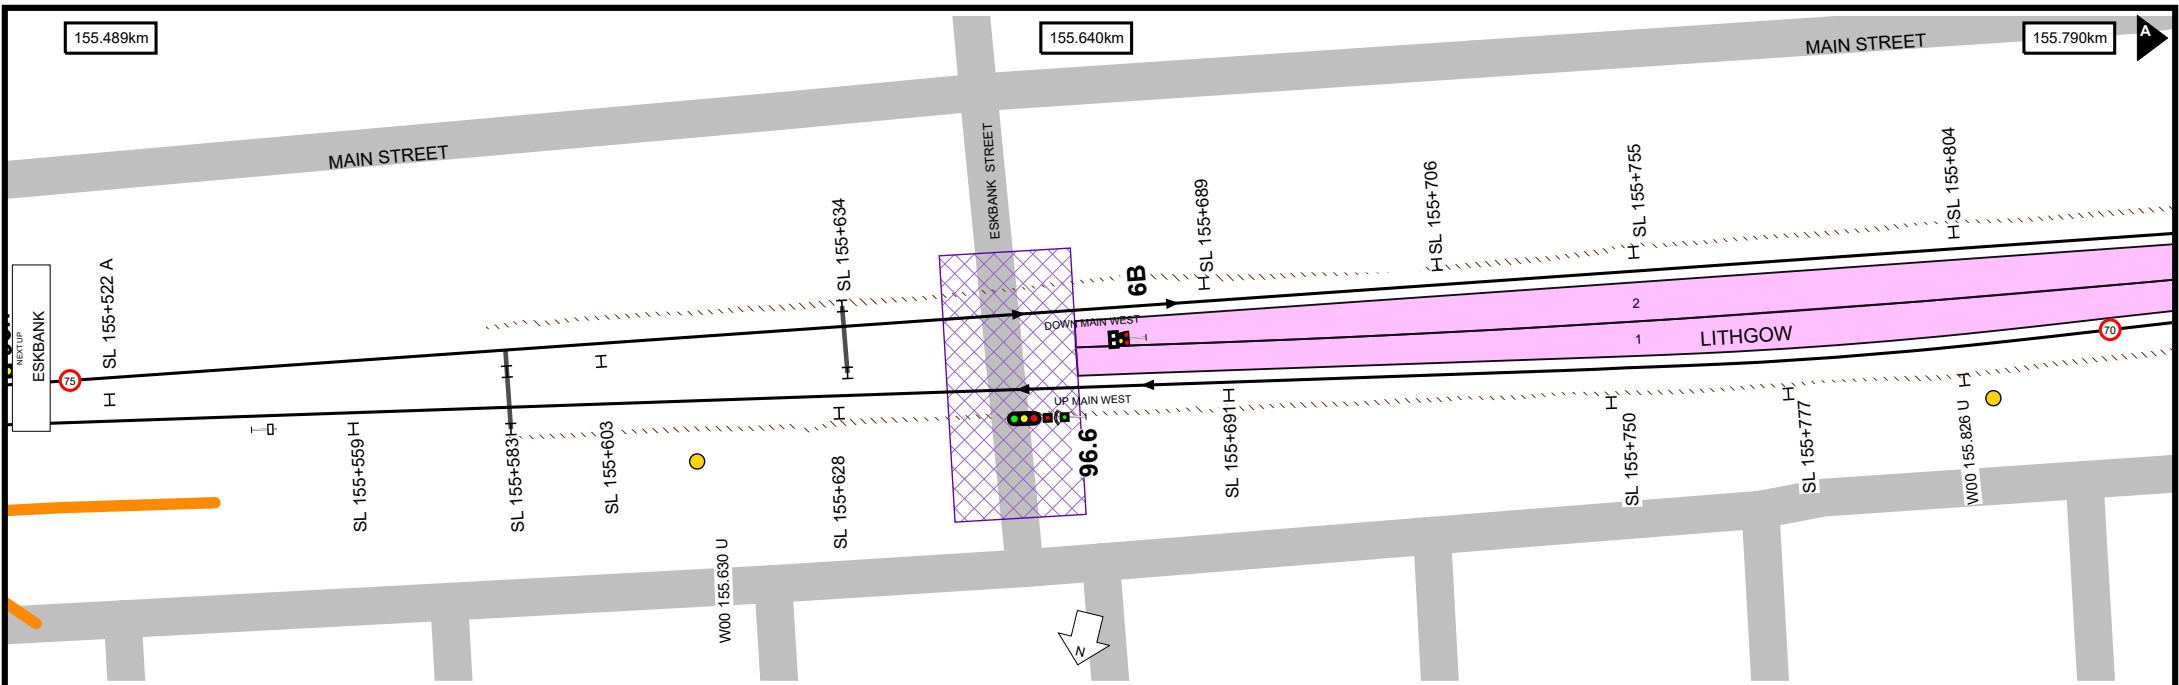 155.489km
155.640km
155.790km
A
MAIN STREET
MAIN STREET
ESKBANK STREET
SL 155+522 A
SL 155+634
6B
SL 155+689
SL 155+706
SL 155+755
SL 155+804
NEXT UP
ESKBANK
75
DOWN MAIN WEST
2
1
LITHGOW
70
UP MAIN WEST
96.6
SL 155+559
SL 155+583
SL 155+603
SL 155+628
SL 155+691
SL 155+750
SL 155+777
W00 155.826 U
W00 155.630 U
N